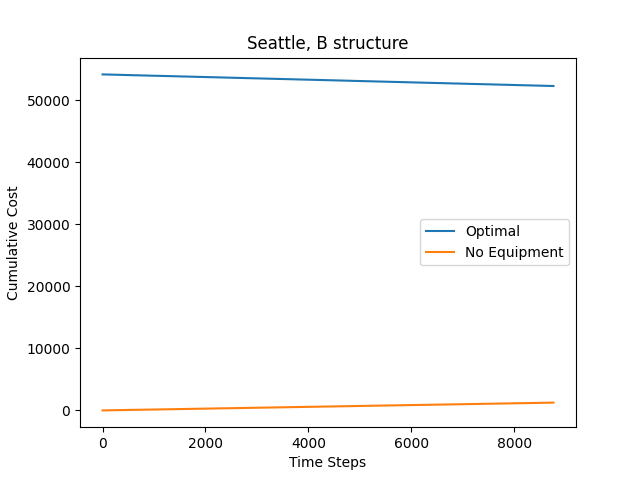 Seattle, B structure
Cumulative Cost
50000
40000
30000
20000
10000
0
Optimal
No Equipment
0 2000 4000 6000 8000
Time Steps